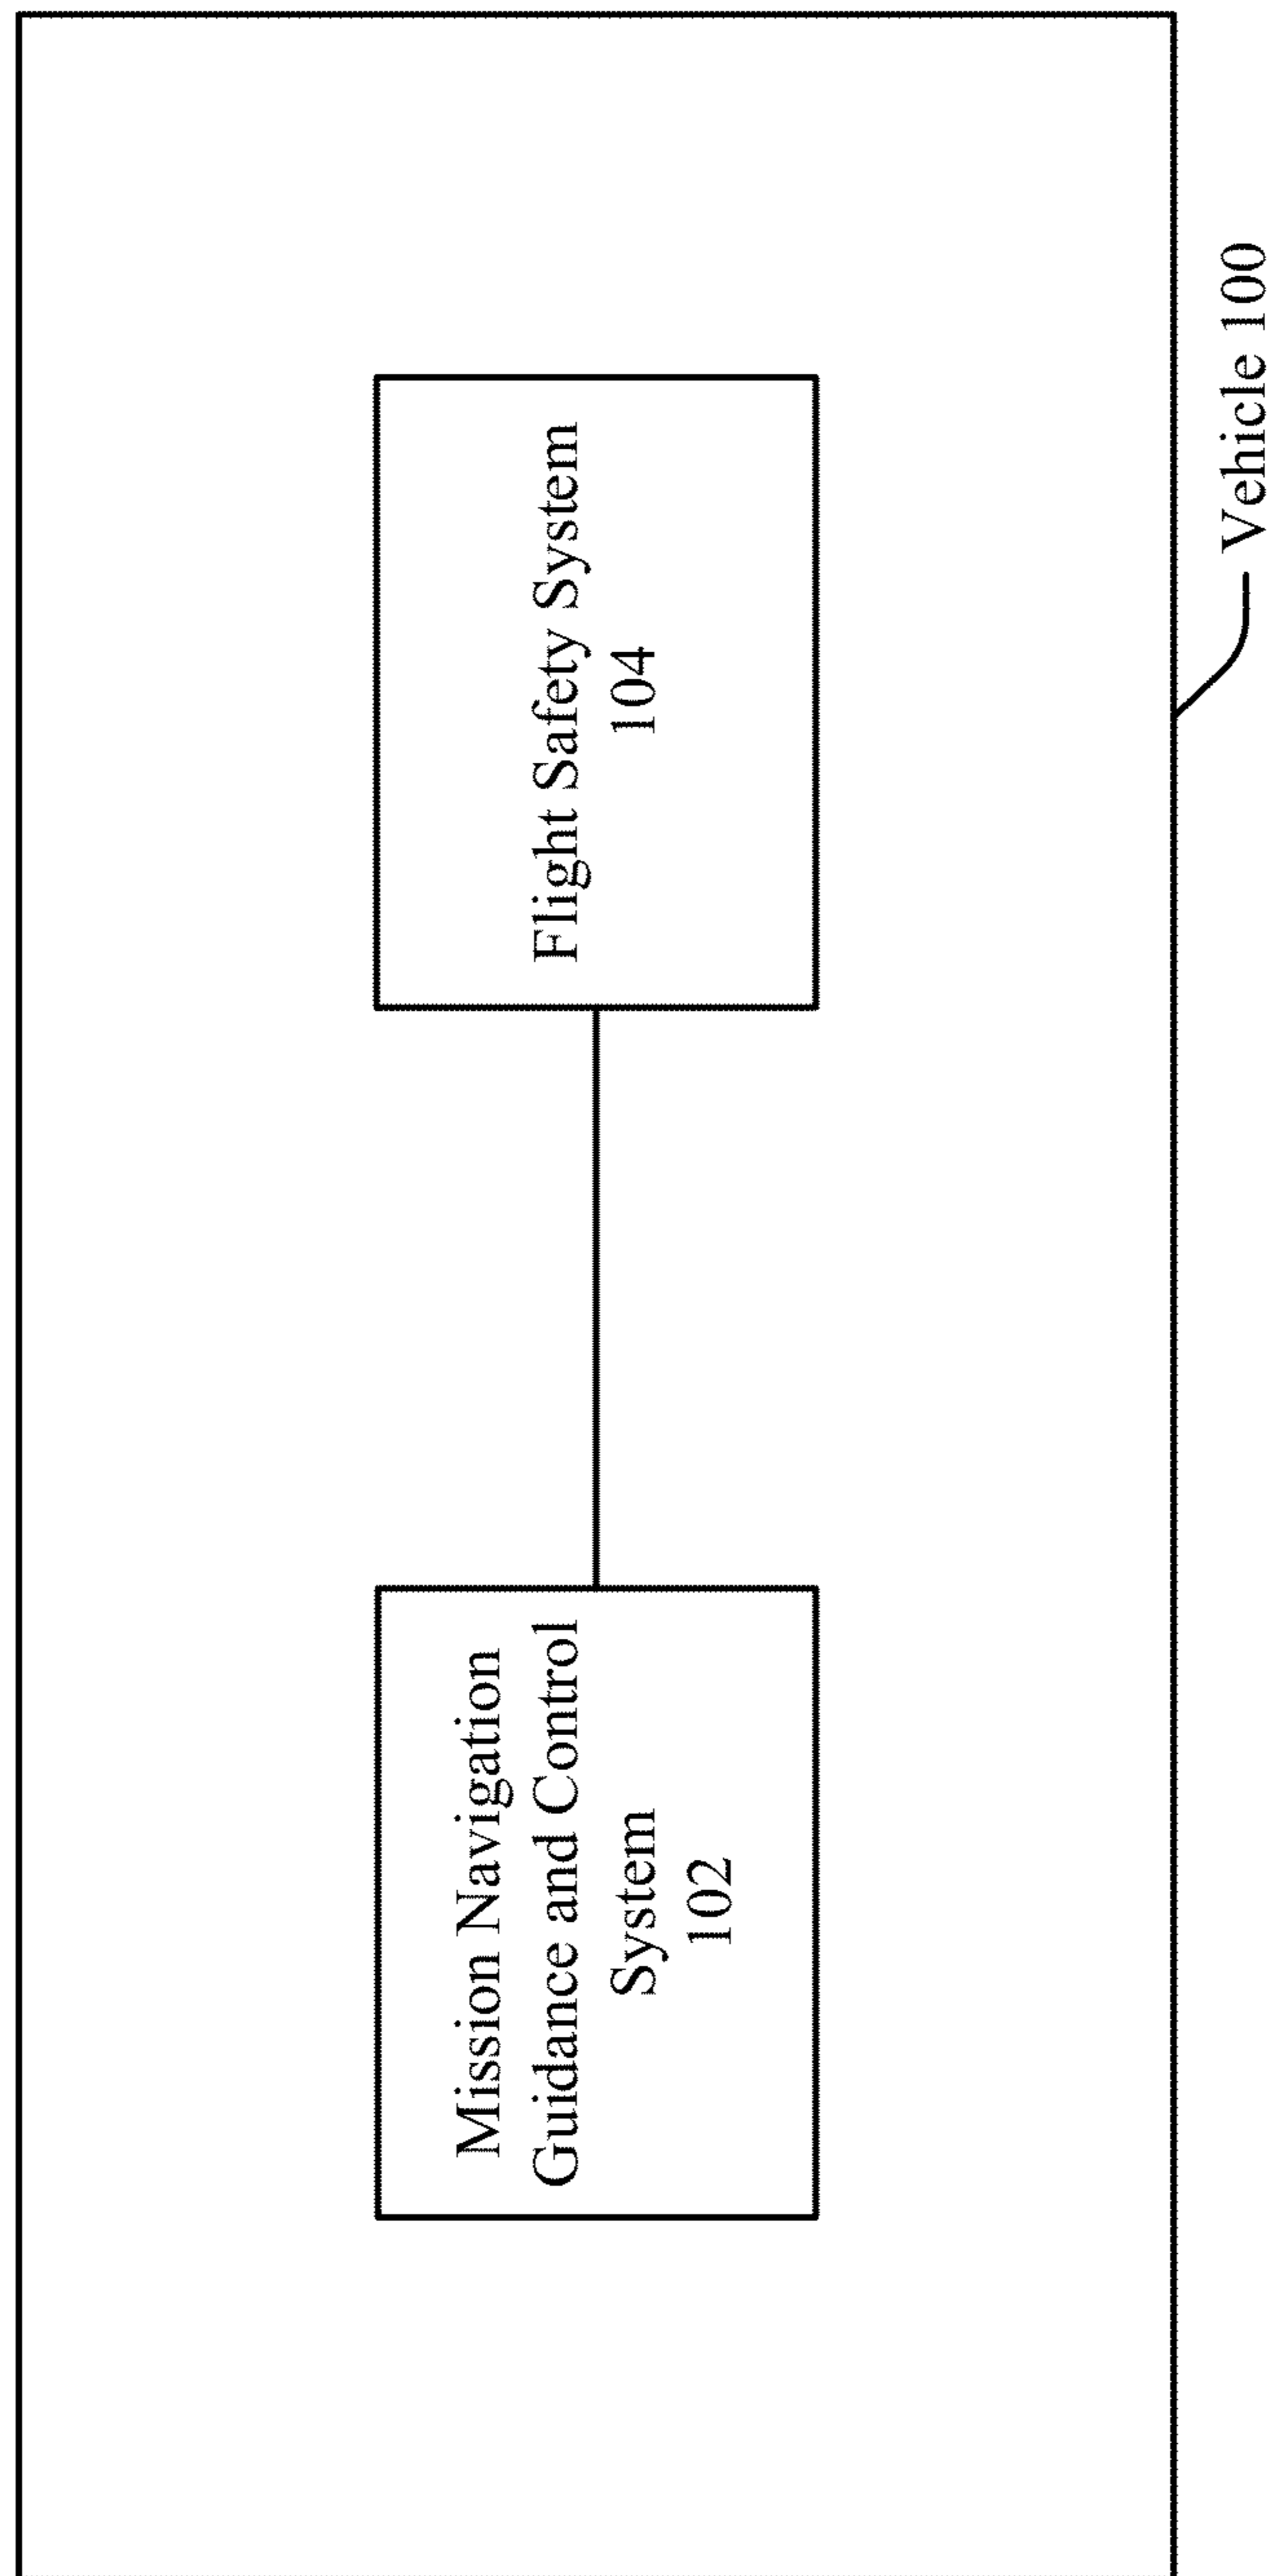 Mission Navigation
Guidance and Control
System
102
Flight Safety System
104
Vehicle 100